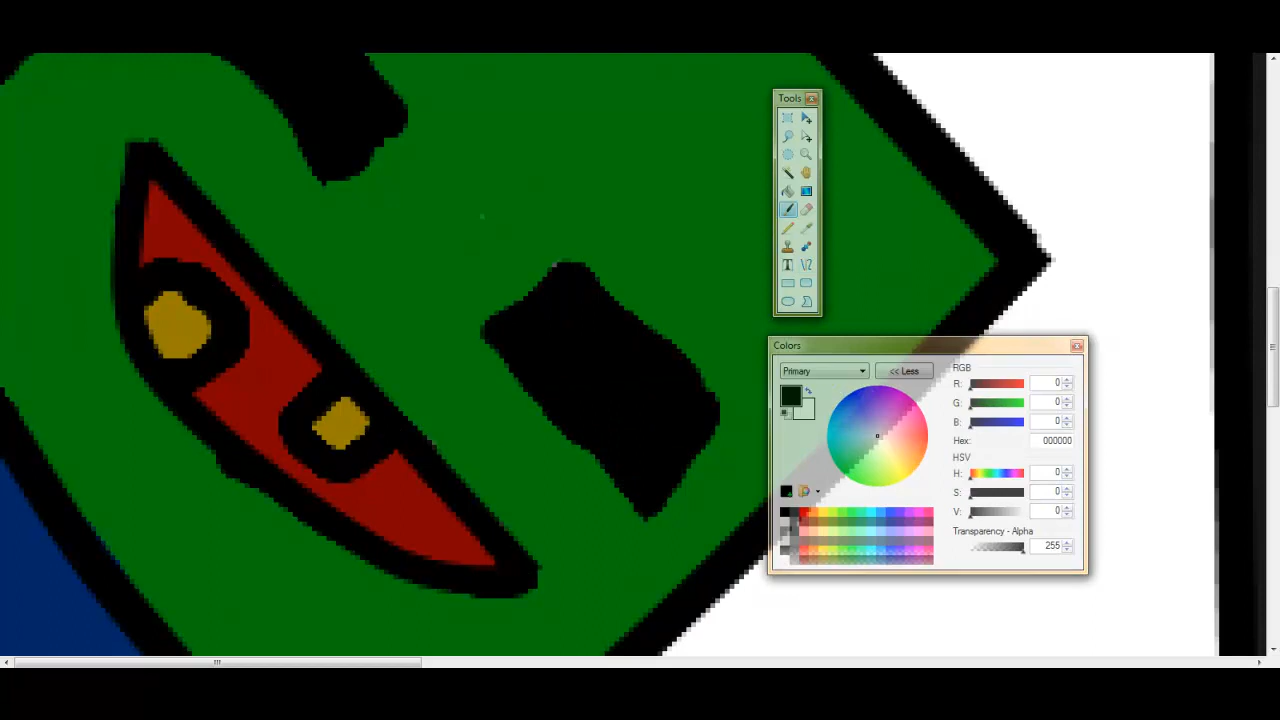 Tools
T
Colors
Primary
<< Less
RGB
R: 0
G: 0
B: 0
Hex: 000000
HSV
H: 0
S: 0
V: 0
Transparency - Alpha
255